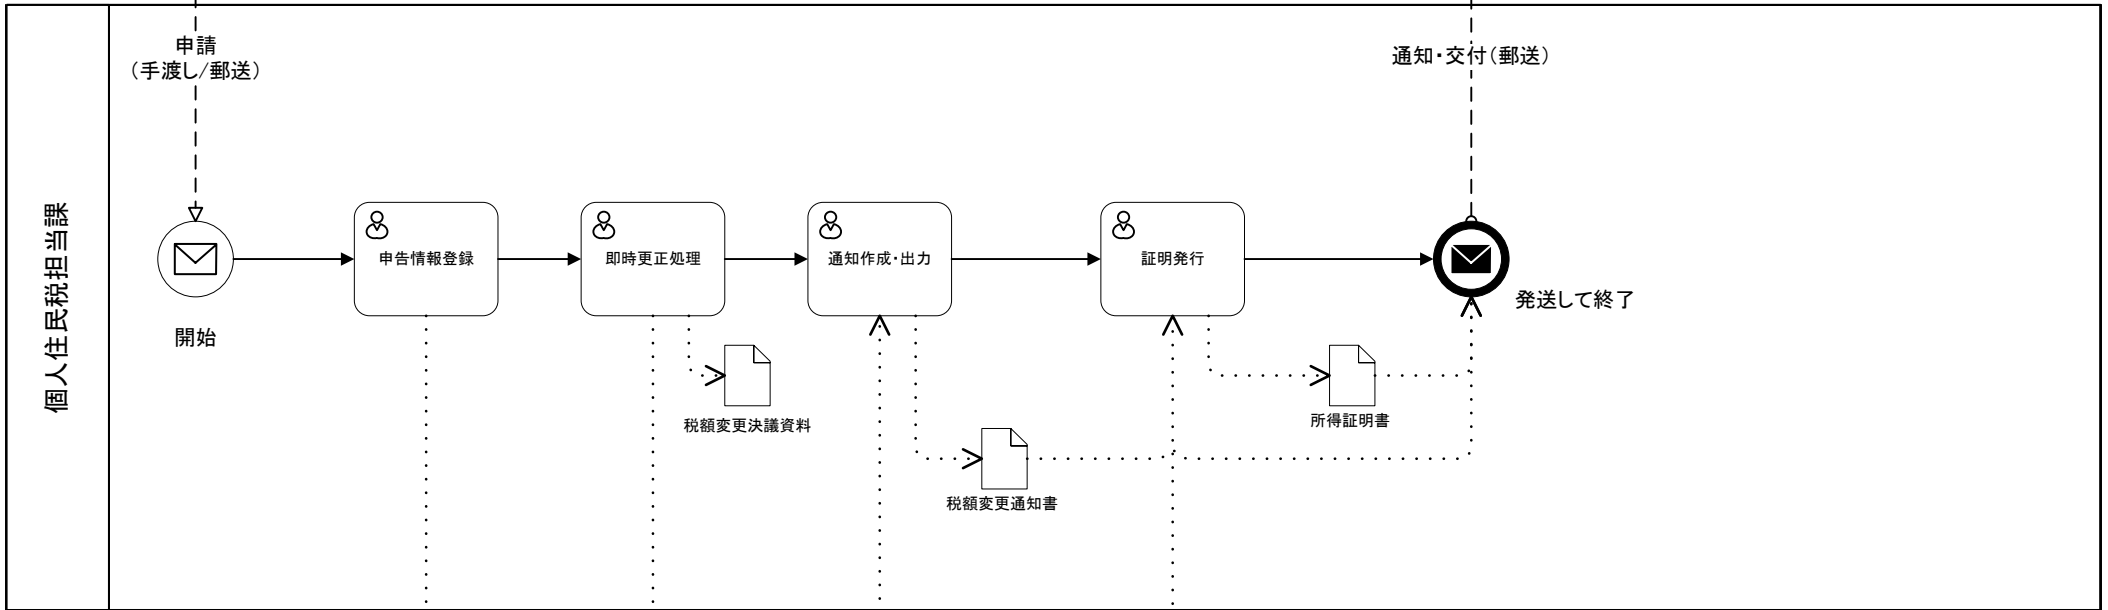 個人住民税担当課
申請
（手渡し/郵送）
通知・交付（郵送）
申告情報登録
即時更正処理
通知作成・出力
証明発行
開始
発送して終了
税額変更決議資料
所得証明書
税額変更通知書